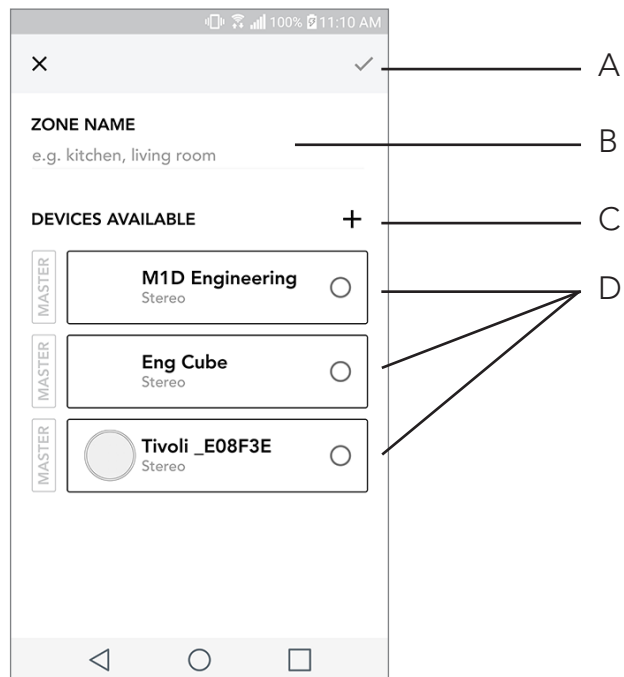 100% 11:10 AM
A
ZONE NAME
e.g. kitchen, living room
B
DEVICES AVAILABLE
C
MASTER
M1D Engineering
Stereo
D
MASTER
Eng Cube
Stereo
MASTER
Tivoli _E08F3E
Stereo